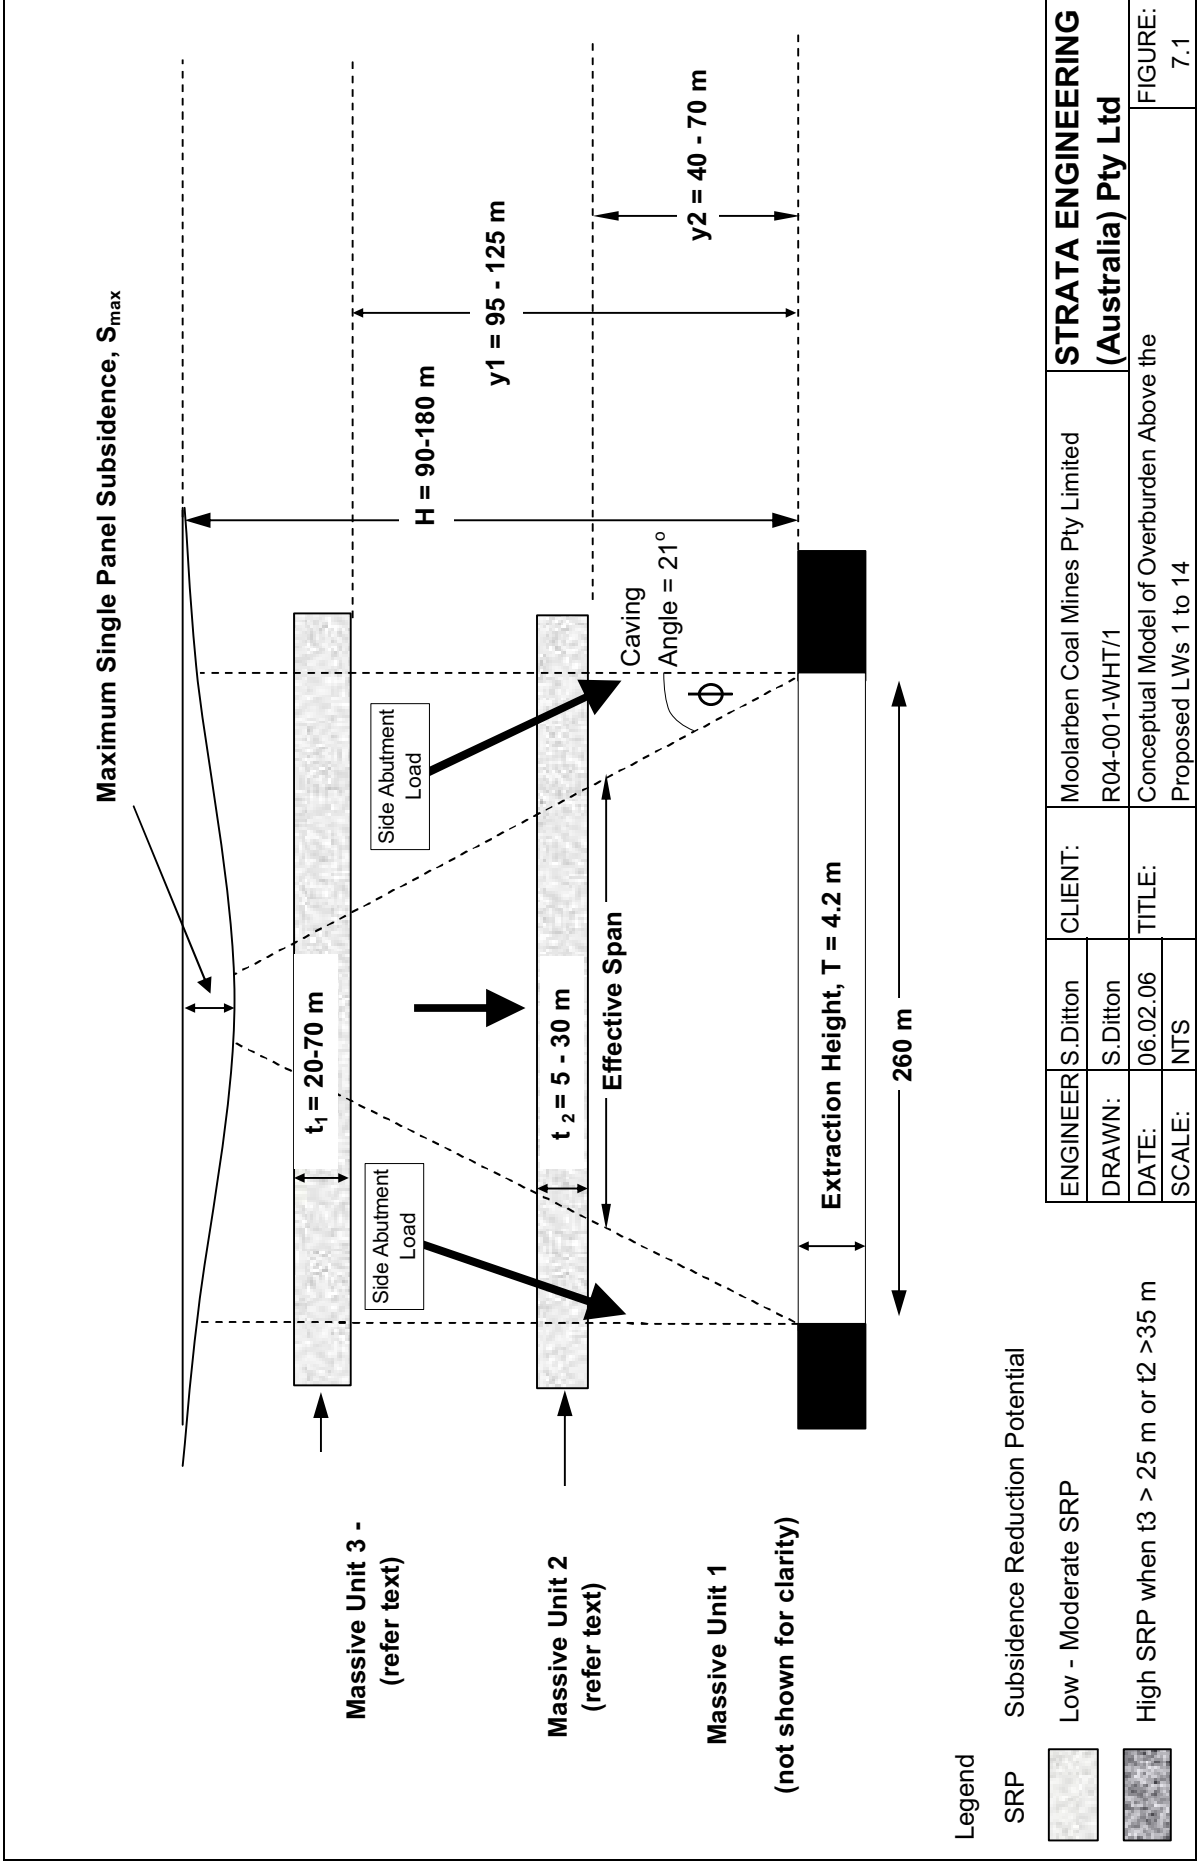 Maximum Single Panel Subsidence, Smax
H = 90-180 m
y1 = 95 - 125 m
y2 = 40 - 70 m
Massive Unit 3 -
(refer text)
t1 = 20-70 m
Side Abutment
Load
Side Abutment
Load
Massive Unit 2
(refer text)
t 2 = 5 - 30 m
Effective Span
Caving
Angle = 21o
ϕ
Massive Unit 1
(not shown for clarity)
Extraction Height, T = 4.2 m
260 m
Legend
SRP Subsidence Reduction Potential
Low - Moderate SRP
High SRP when t3 > 25 m or t2 >35 m
ENGINEER S.Ditton
DRAWN: S.Ditton
DATE: 06.02.06
SCALE: NTS
CLIENT: Moolarben Coal Mines Pty Limited
R04-001-WHT/1
TITLE: Conceptual Model of Overburden Above the
Proposed LWs 1 to 14
STRATA ENGINEERING
(Australia) Pty Ltd
FIGURE:
7.1